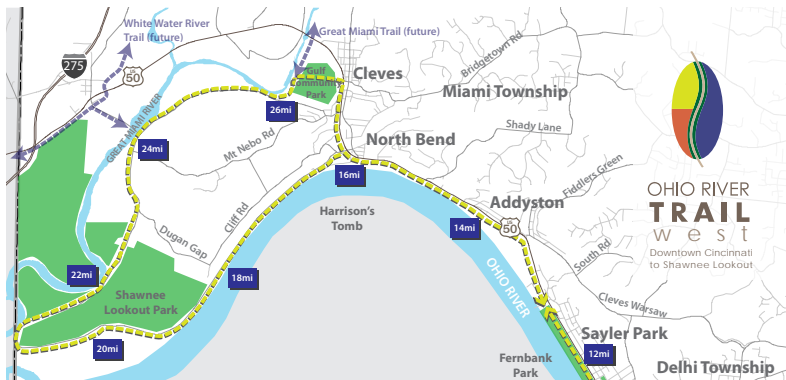 White Water River
Trail (future)
Great Miami Trail (future)
275
US
50
Gulf
Community
Park
Cleves
Bridgetown Rd
Miami Township
26mi
GREAT MIAMI RIVER
24mi
Mt Nebo Rd
North Bend
Shady Lane
16mi
Fiddlers Green
Addyston
Harrison's
Tomb
14mi
US
50
Cliff Rd
Dugan Gap
South Rd
22mi
18mi
OHIO RIVER
Shawnee
Lookout Park
Cleves Warsaw
20mi
Sayler Park
12mi
Fernbank
Park
Delhi Township
OHIO RIVER
TRAIL
west
Downtown Cincinnati
to Shawnee Lookout